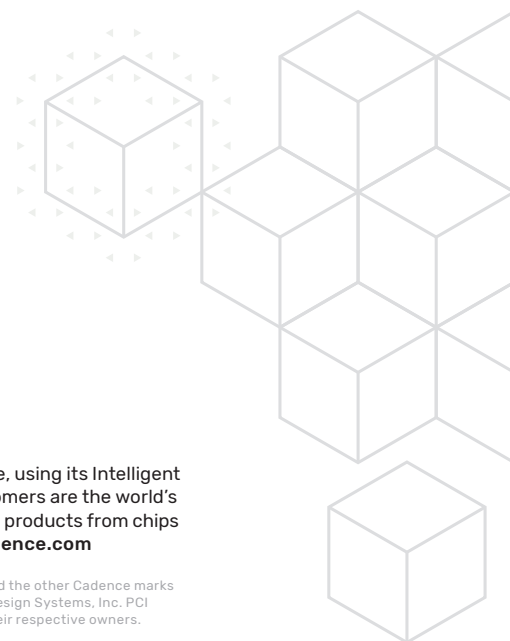 , using its Intelligent
omers are the world's
products from chips
ence.com
d the other Cadence marks
esign Systems, Inc. PCI
eir respective owners.